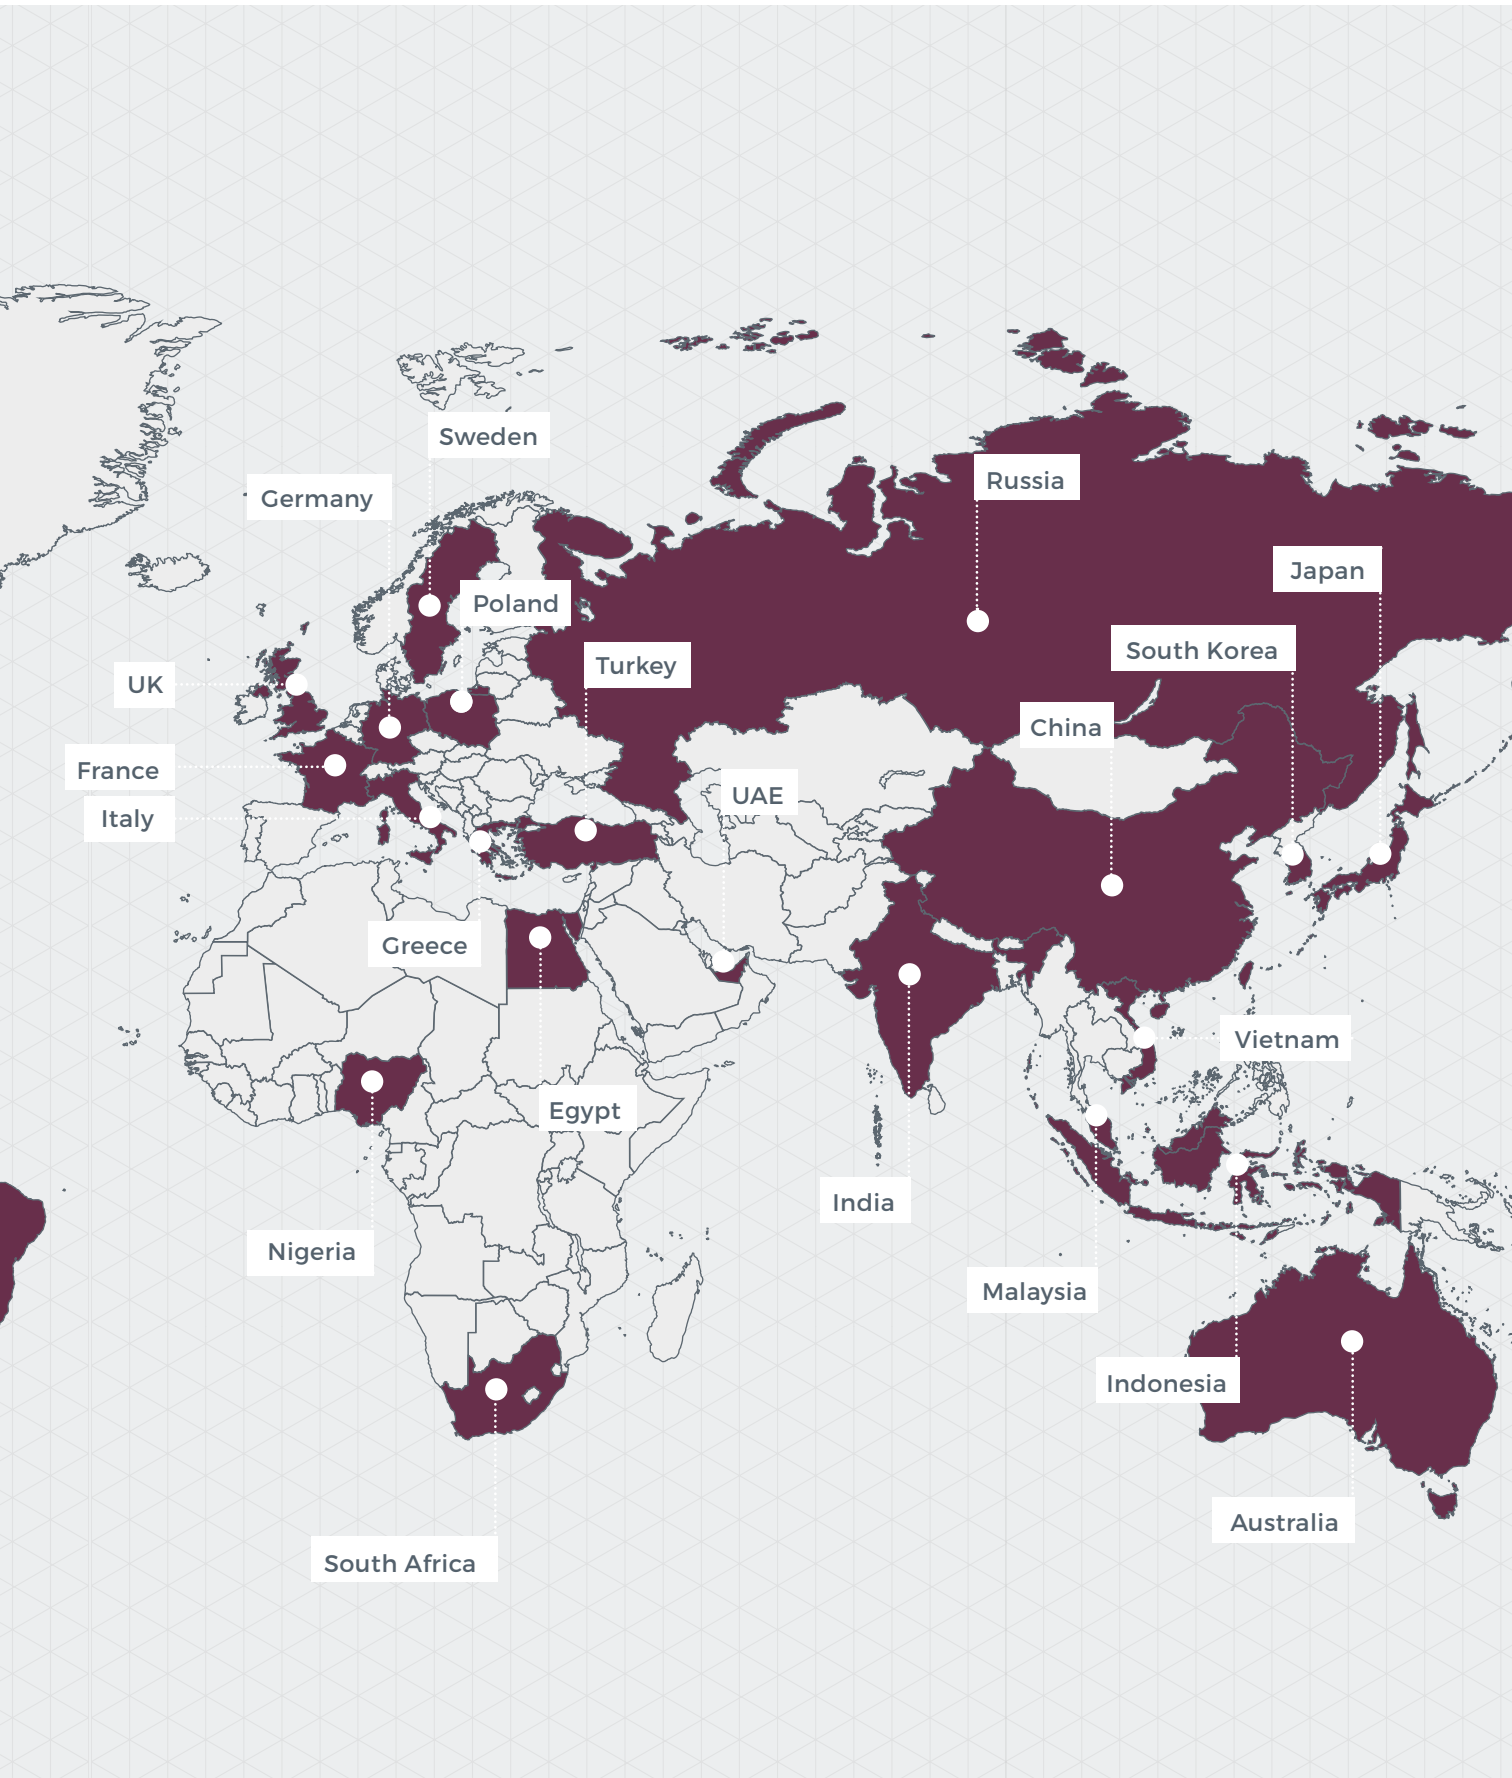 Sweden
Russia
Germany
Japan
Poland
South Korea
Turkey
UK
China
France
UAE
Italy
Greece
Vietnam
Egypt
India
Nigeria
Malaysia
Indonesia
Australia
South Africa